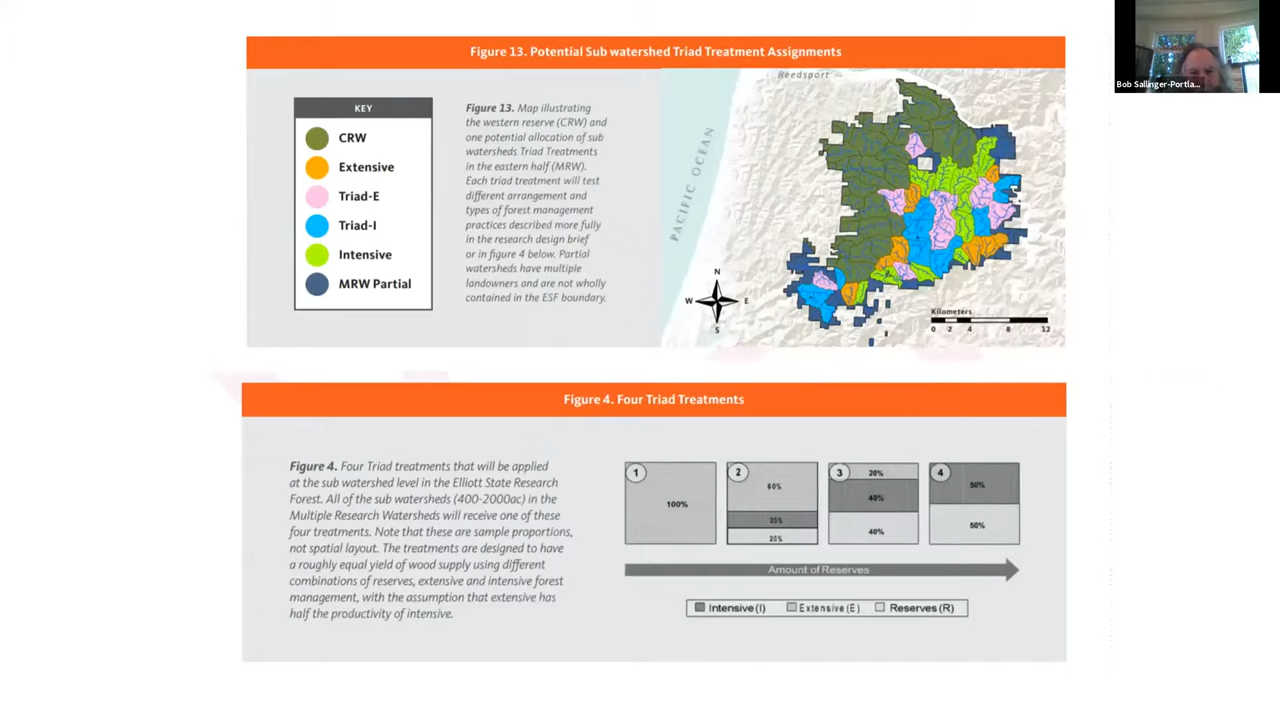 Figure 13. Potential Sub watershed Triad Treatment Assignments
KEY
CRW
Extensive
Triad-E
Triad-I
Intensive
MRW Partial
Figure 13. Map illustrating
the western reserve (CRW) and
one potential allocation of sub
watersheds Triad Treatments
in the eastern half (MRW).
Each triad treatment will test
different arrangement and
types of forest management
practices described more fully
in the research design brief
or in figure 4 below. Partial
watersheds have multiple
landowners and are not wholly
contained in the ESF boundary.
Reedsport
PACIFIC OCEAN
N
W E
S
Kilometers
0 2 4 8 12
Bob Sallinger-Portla...
Figure 4. Four Triad Treatments
Figure 4. Four Triad treatments that will be applied
at the sub watershed level in the Elliott State Research
Forest. All of the sub watersheds (400-2000ac) in the
Multiple Research Watersheds will receive one of these
four treatments. Note that these are sample proportions,
not spatial layout. The treatments are designed to have
a roughly equal yield of wood supply using different
combinations of reserves, extensive and intensive forest
management, with the assumption that extensive has
half the productivity of intensive.
1
100%
2
60%
20%
20%
3
20%
40%
40%
4
50%
50%
Amount of Reserves
Intensive (I) Extensive (E) Reserves (R)